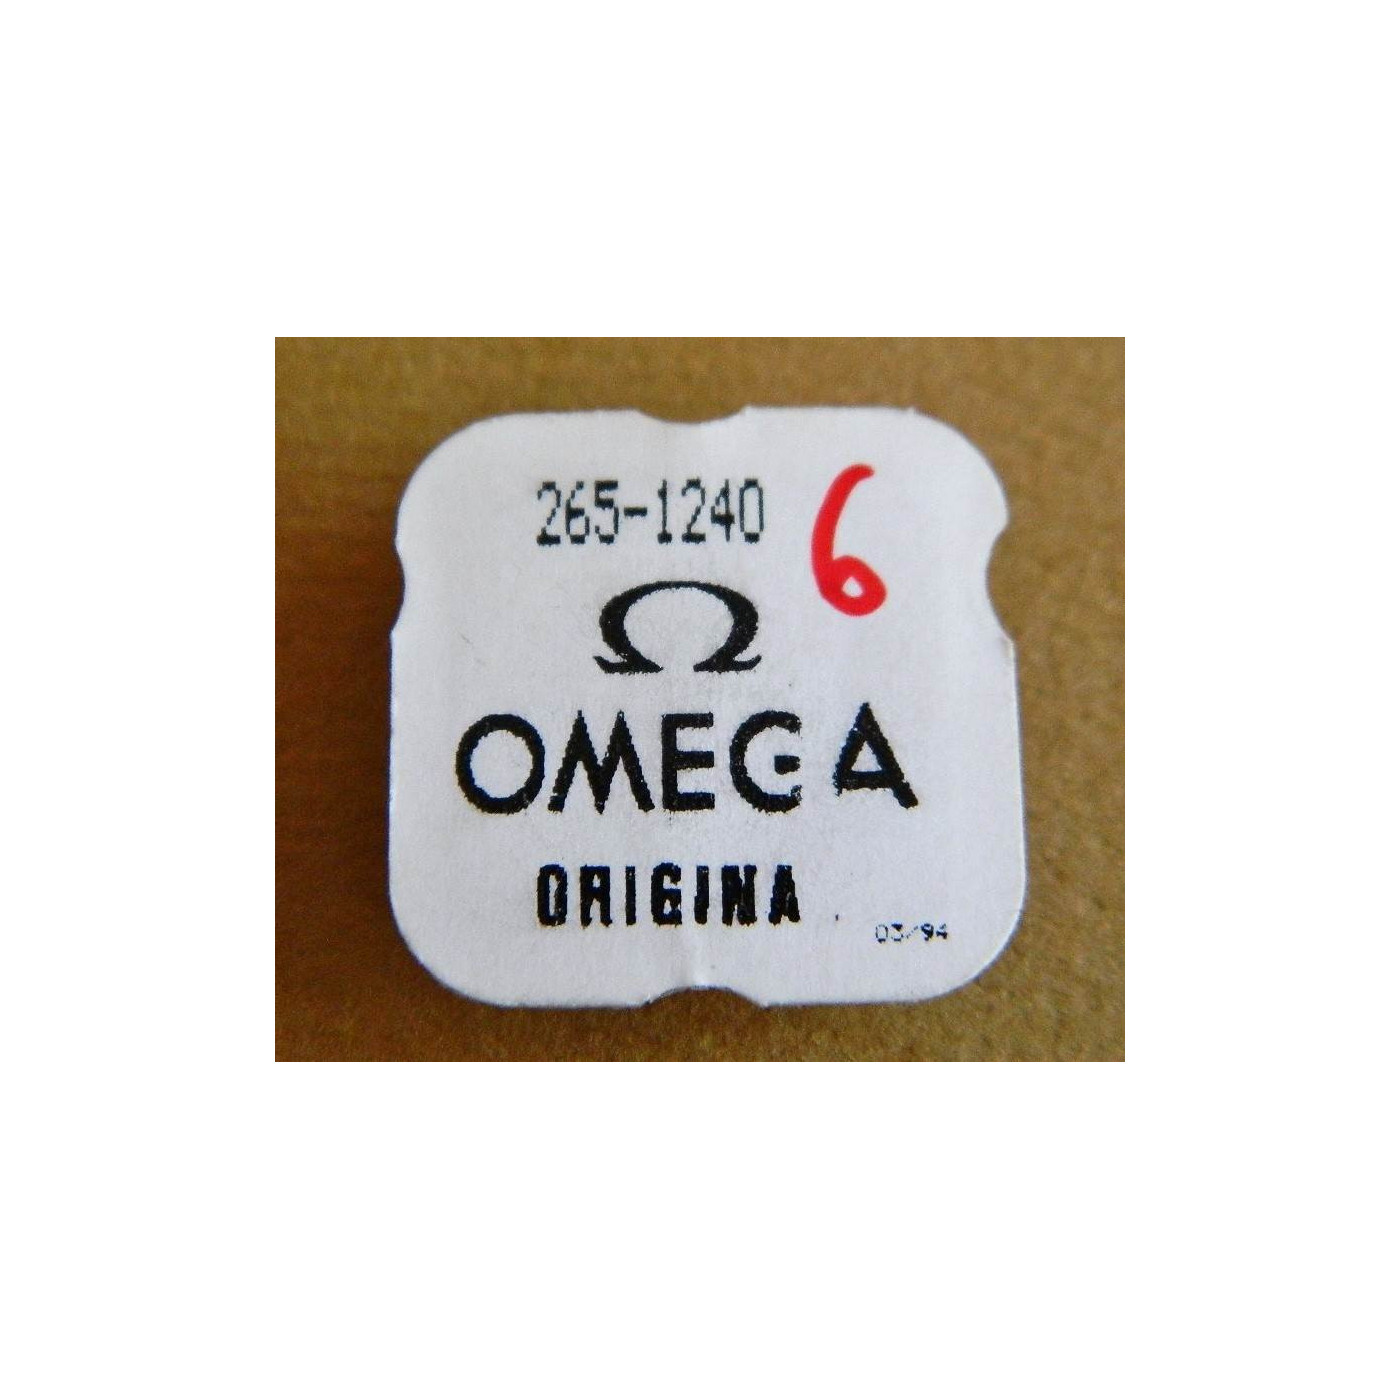 265-1240 6
Ω
OMEGA
ORIGINA
03/94